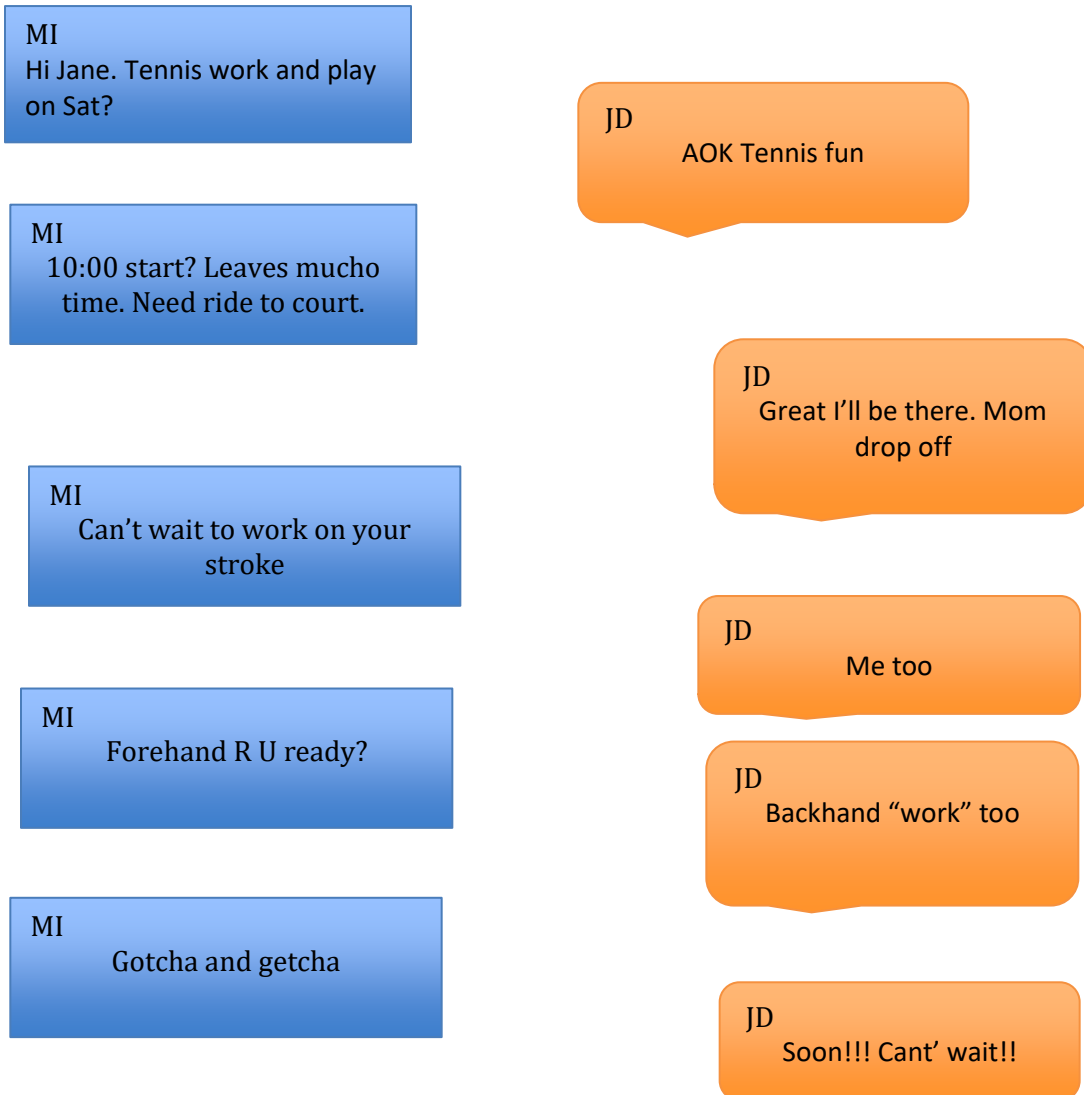 MI
Hi Jane. Tennis work and play
on Sat?
JD
AOK Tennis fun
MI
10:00 start? Leaves mucho
time. Need ride to court.
JD
Great I’ll be there. Mom
drop off
MI
Can’t wait to work on your
stroke
JD
Me too
MI
Forehand R U ready?
JD
Backhand “work” too
MI
Gotcha and getcha
JD
Soon!!! Cant’ wait!!